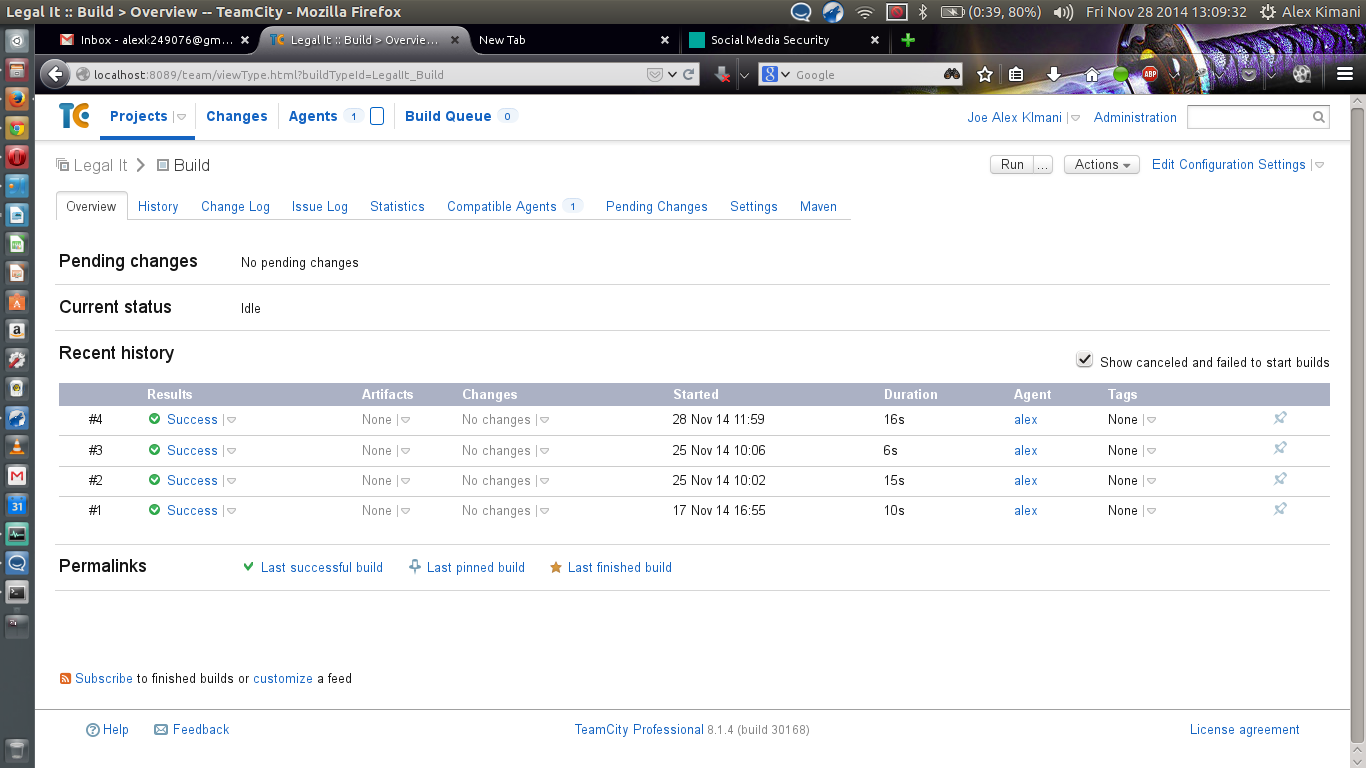 Legal It :: Build > Overview -- TeamCity - Mozilla Firefox (0:39, 80%) Fri Nov 28 2014 13:09:32 Alex Kimani
Inbox - alexk249076@gm... Legal It :: Build > Overvie... New Tab Social Media Security
localhost:8089/team/viewType.html?buildTypeId=LegalIt_Build Google ABP
TC Projects Changes Agents 1 Build Queue 0 Joe Alex KImani Administration
Legal It Build Run ... Actions Edit Configuration Settings
Overview History Change Log Issue Log Statistics Compatible Agents 1 Pending Changes Settings Maven
Pending changes No pending changes
Current status Idle
Recent history
Show canceled and failed to start builds
Results Artifacts Changes Started Duration Agent Tags
#4 Success None No changes 28 Nov 14 11:59 16s alex None
#3 Success None No changes 25 Nov 14 10:06 6s alex None
#2 Success None No changes 25 Nov 14 10:02 15s alex None
#1 Success None No changes 17 Nov 14 16:55 10s alex None
Permalinks Last successful build Last pinned build Last finished build
Subscribe to finished builds or customize a feed
Help Feedback TeamCity Professional 8.1.4 (build 30168) License agreement
31